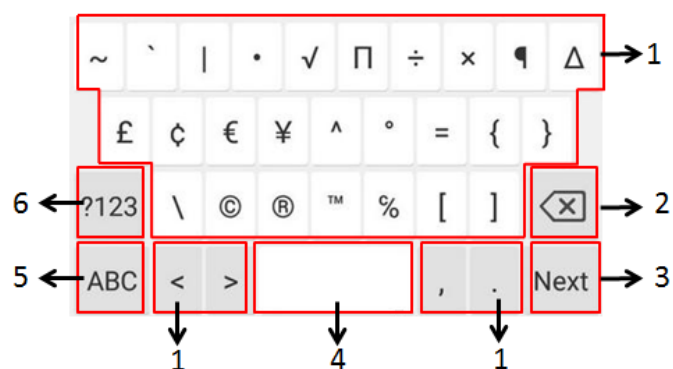 ~ ` | • √ Π ÷ × ¶ Δ 1
£ ¢ € ¥ ^ ° = { }
6 ?123 \ © ® ™ ℅ [ ] 2
5 ABC < > , . Next 3
1 4 1